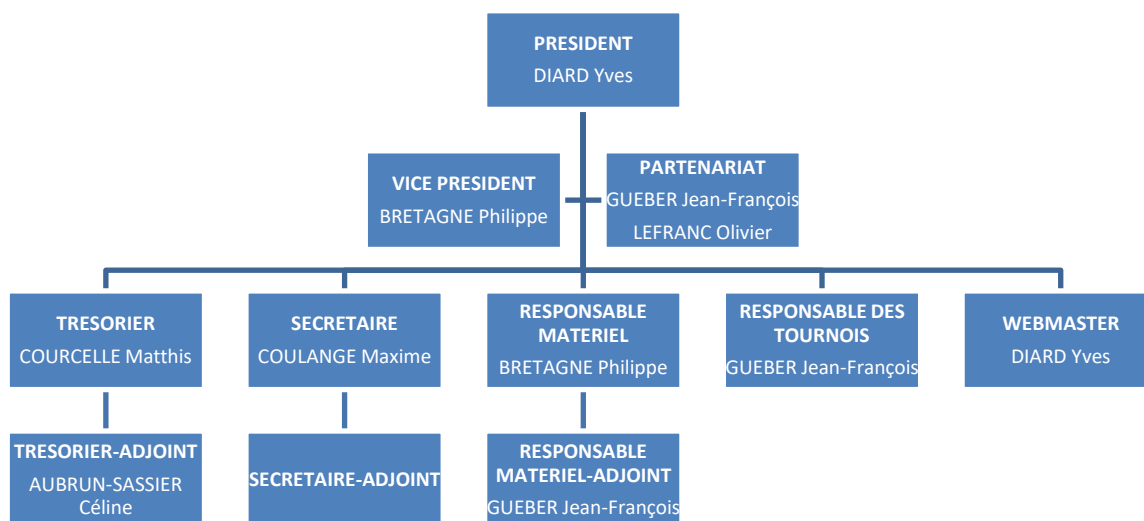 PRESIDENT
DIARD Yves
VICE PRESIDENT
BRETAGNE Philippe
PARTENARIAT
GUEBER Jean-François
LEFRANC Olivier
TRESORIER
COURCELLE Matthis
SECRETAIRE
COULANGE Maxime
RESPONSABLE
MATERIEL
BRETAGNE Philippe
RESPONSABLE DES
TOURNOIS
GUEBER Jean-François
WEBMASTER
DIARD Yves
TRESORIER-ADJOINT
AUBRUN-SASSIER
Céline
SECRETAIRE-ADJOINT
RESPONSABLE
MATERIEL-ADJOINT
GUEBER Jean-François